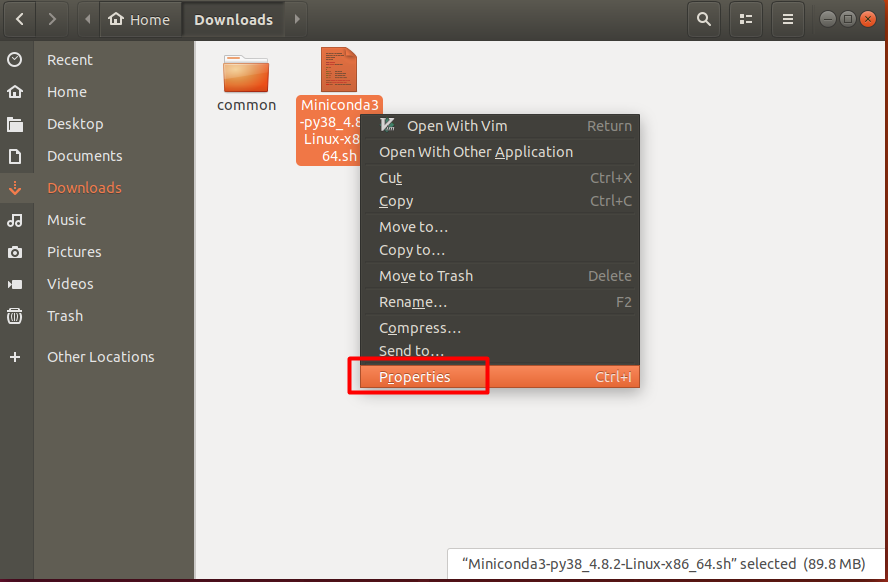 Home
Downloads
Recent
Home
Desktop
Documents
Downloads
Music
Pictures
Videos
Trash
Other Locations
common
Miniconda3
-py38_4.8.
Linux-x8
64.sh
Open With Vim Return
Open With Other Application
Cut Ctrl+X
Copy Ctrl+C
Move to…
Copy to…
Move to Trash Delete
Rename… F2
Compress…
Send to…
Properties Ctrl+I
“Miniconda3-py38_4.8.2-Linux-x86_64.sh” selected (89.8 MB)